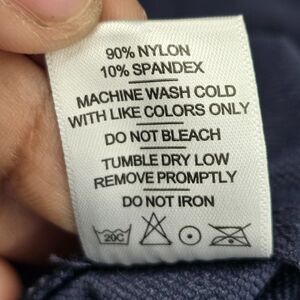 90% NYLON
10% SPANDEX
MACHINE WASH COLD
WITH LIKE COLORS ONLY
DO NOT BLEACH
TUMBLE DRY LOW
REMOVE PROMPTLY
DO NOT IRON
20C